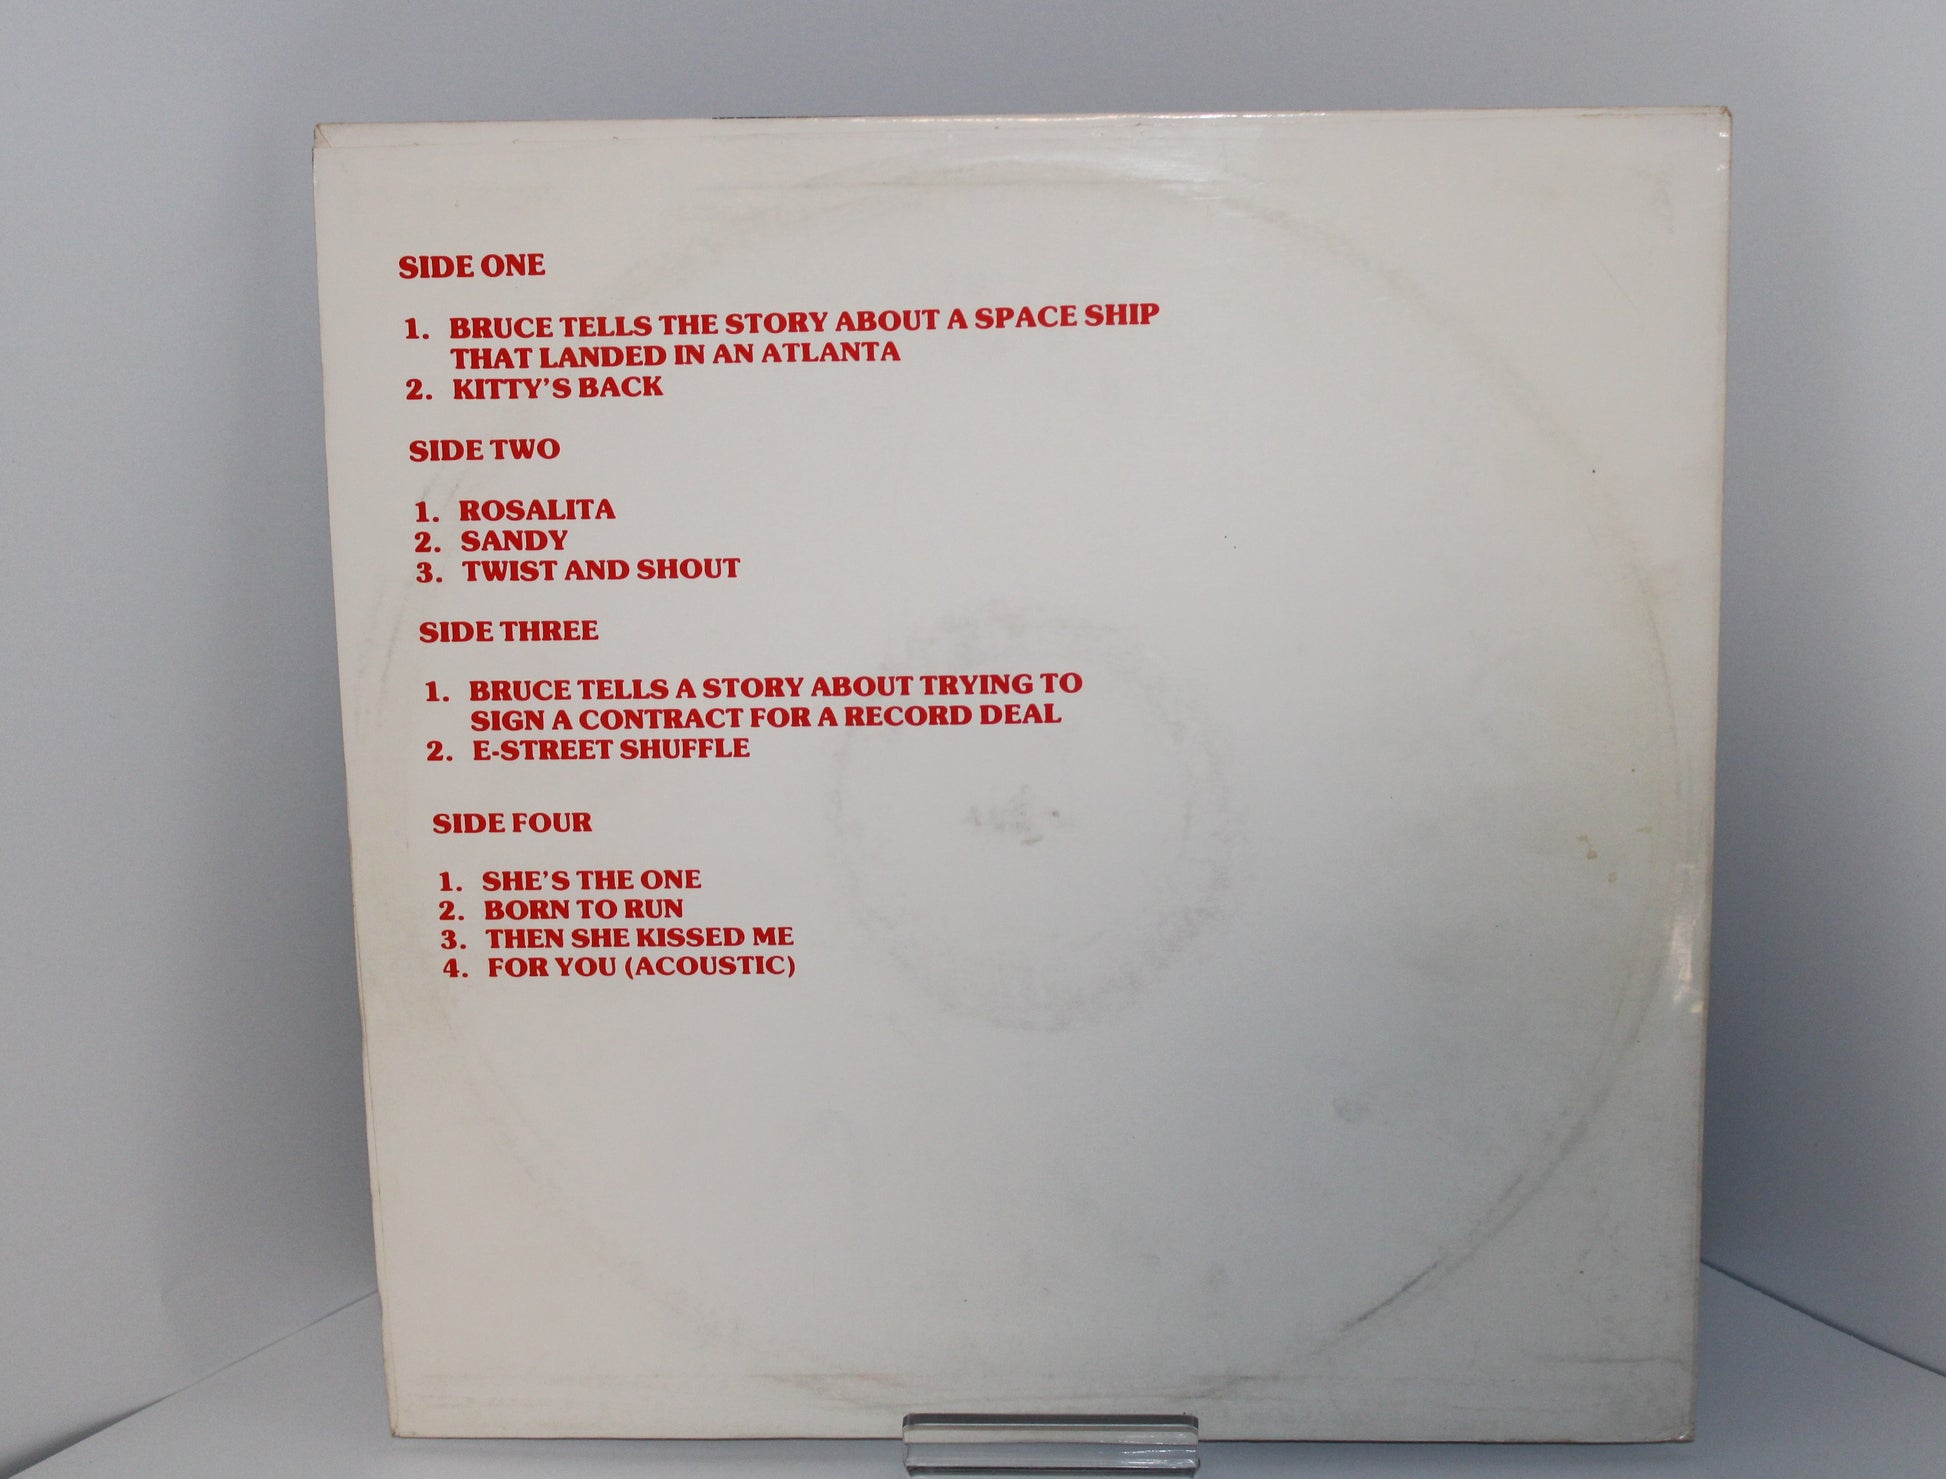 SIDE ONE
1. BRUCE TELLS THE STORY ABOUT A SPACE SHIP
THAT LANDED IN AN ATLANTA
2. KITTY'S BACK
SIDE TWO
1. ROSALITA
2. SANDY
3. TWIST AND SHOUT
SIDE THREE
1. BRUCE TELLS A STORY ABOUT TRYING TO
SIGN A CONTRACT FOR A RECORD DEAL
2. E-STREET SHUFFLE
SIDE FOUR
1. SHE'S THE ONE
2. BORN TO RUN
3. THEN SHE KISSED ME
4. FOR YOU (ACOUSTIC)